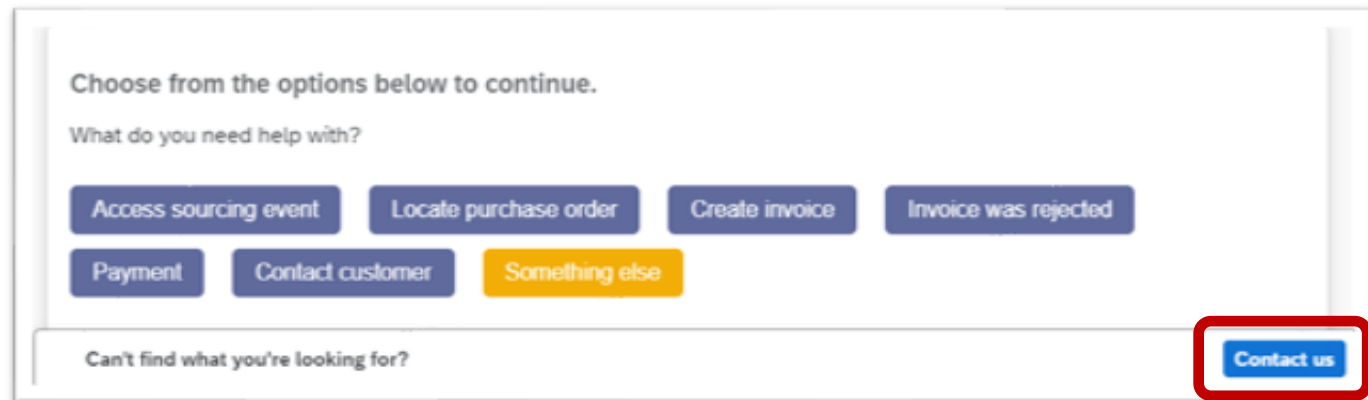 Choose from the options below to continue.
What do you need help with?
Access sourcing event Locate purchase order Create invoice Invoice was rejected
Payment Contact customer Something else
Can't find what you're looking for? Contact us